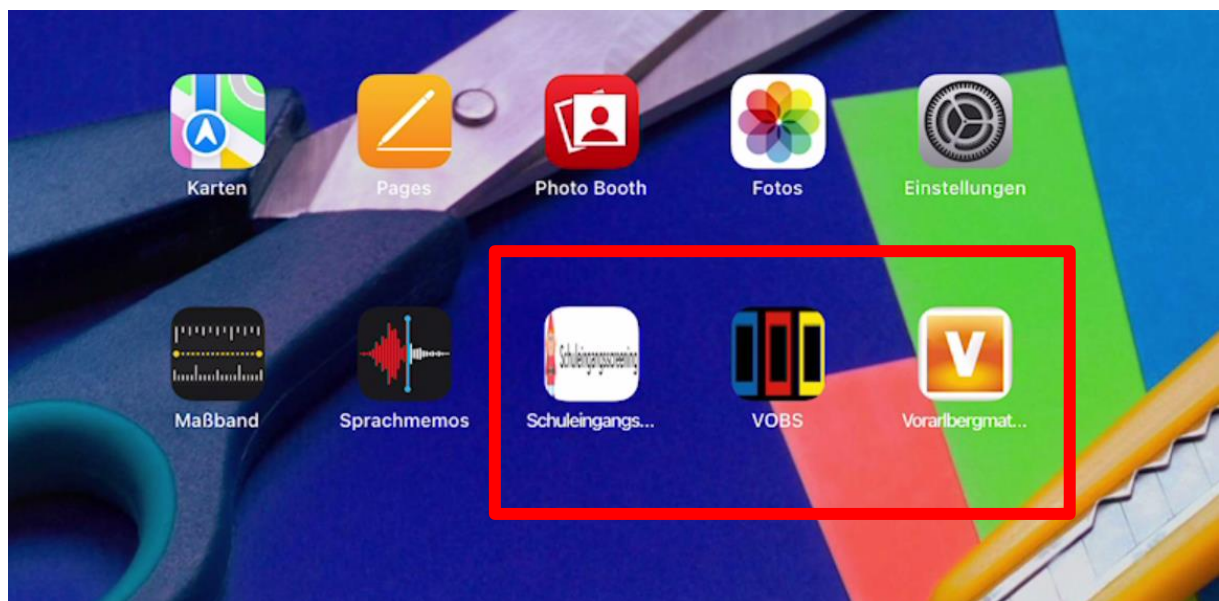 Karten
Pages
Photo Booth
Fotos
Einstellungen
Maßband
Sprachmemos
Schuleingangsscreening
Schuleingangs...
VOBS
V
Vorarlbergmat...